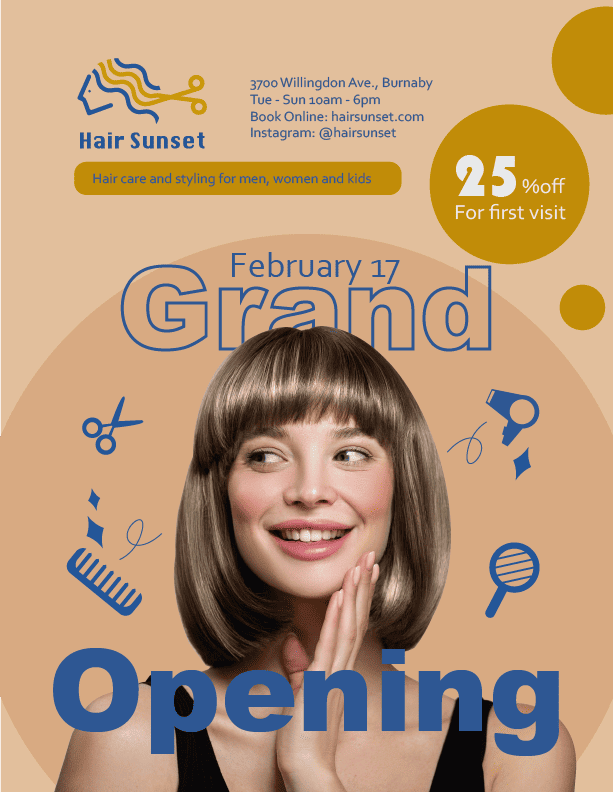 Hair Sunset
3700 Willingdon Ave., Burnaby
Tue - Sun 10am - 6pm
Book Online: hairsunset.com
Instagram: @hairsunset
Hair care and styling for men, women and kids
25 %off
For first visit
February 17
Grand
Opening